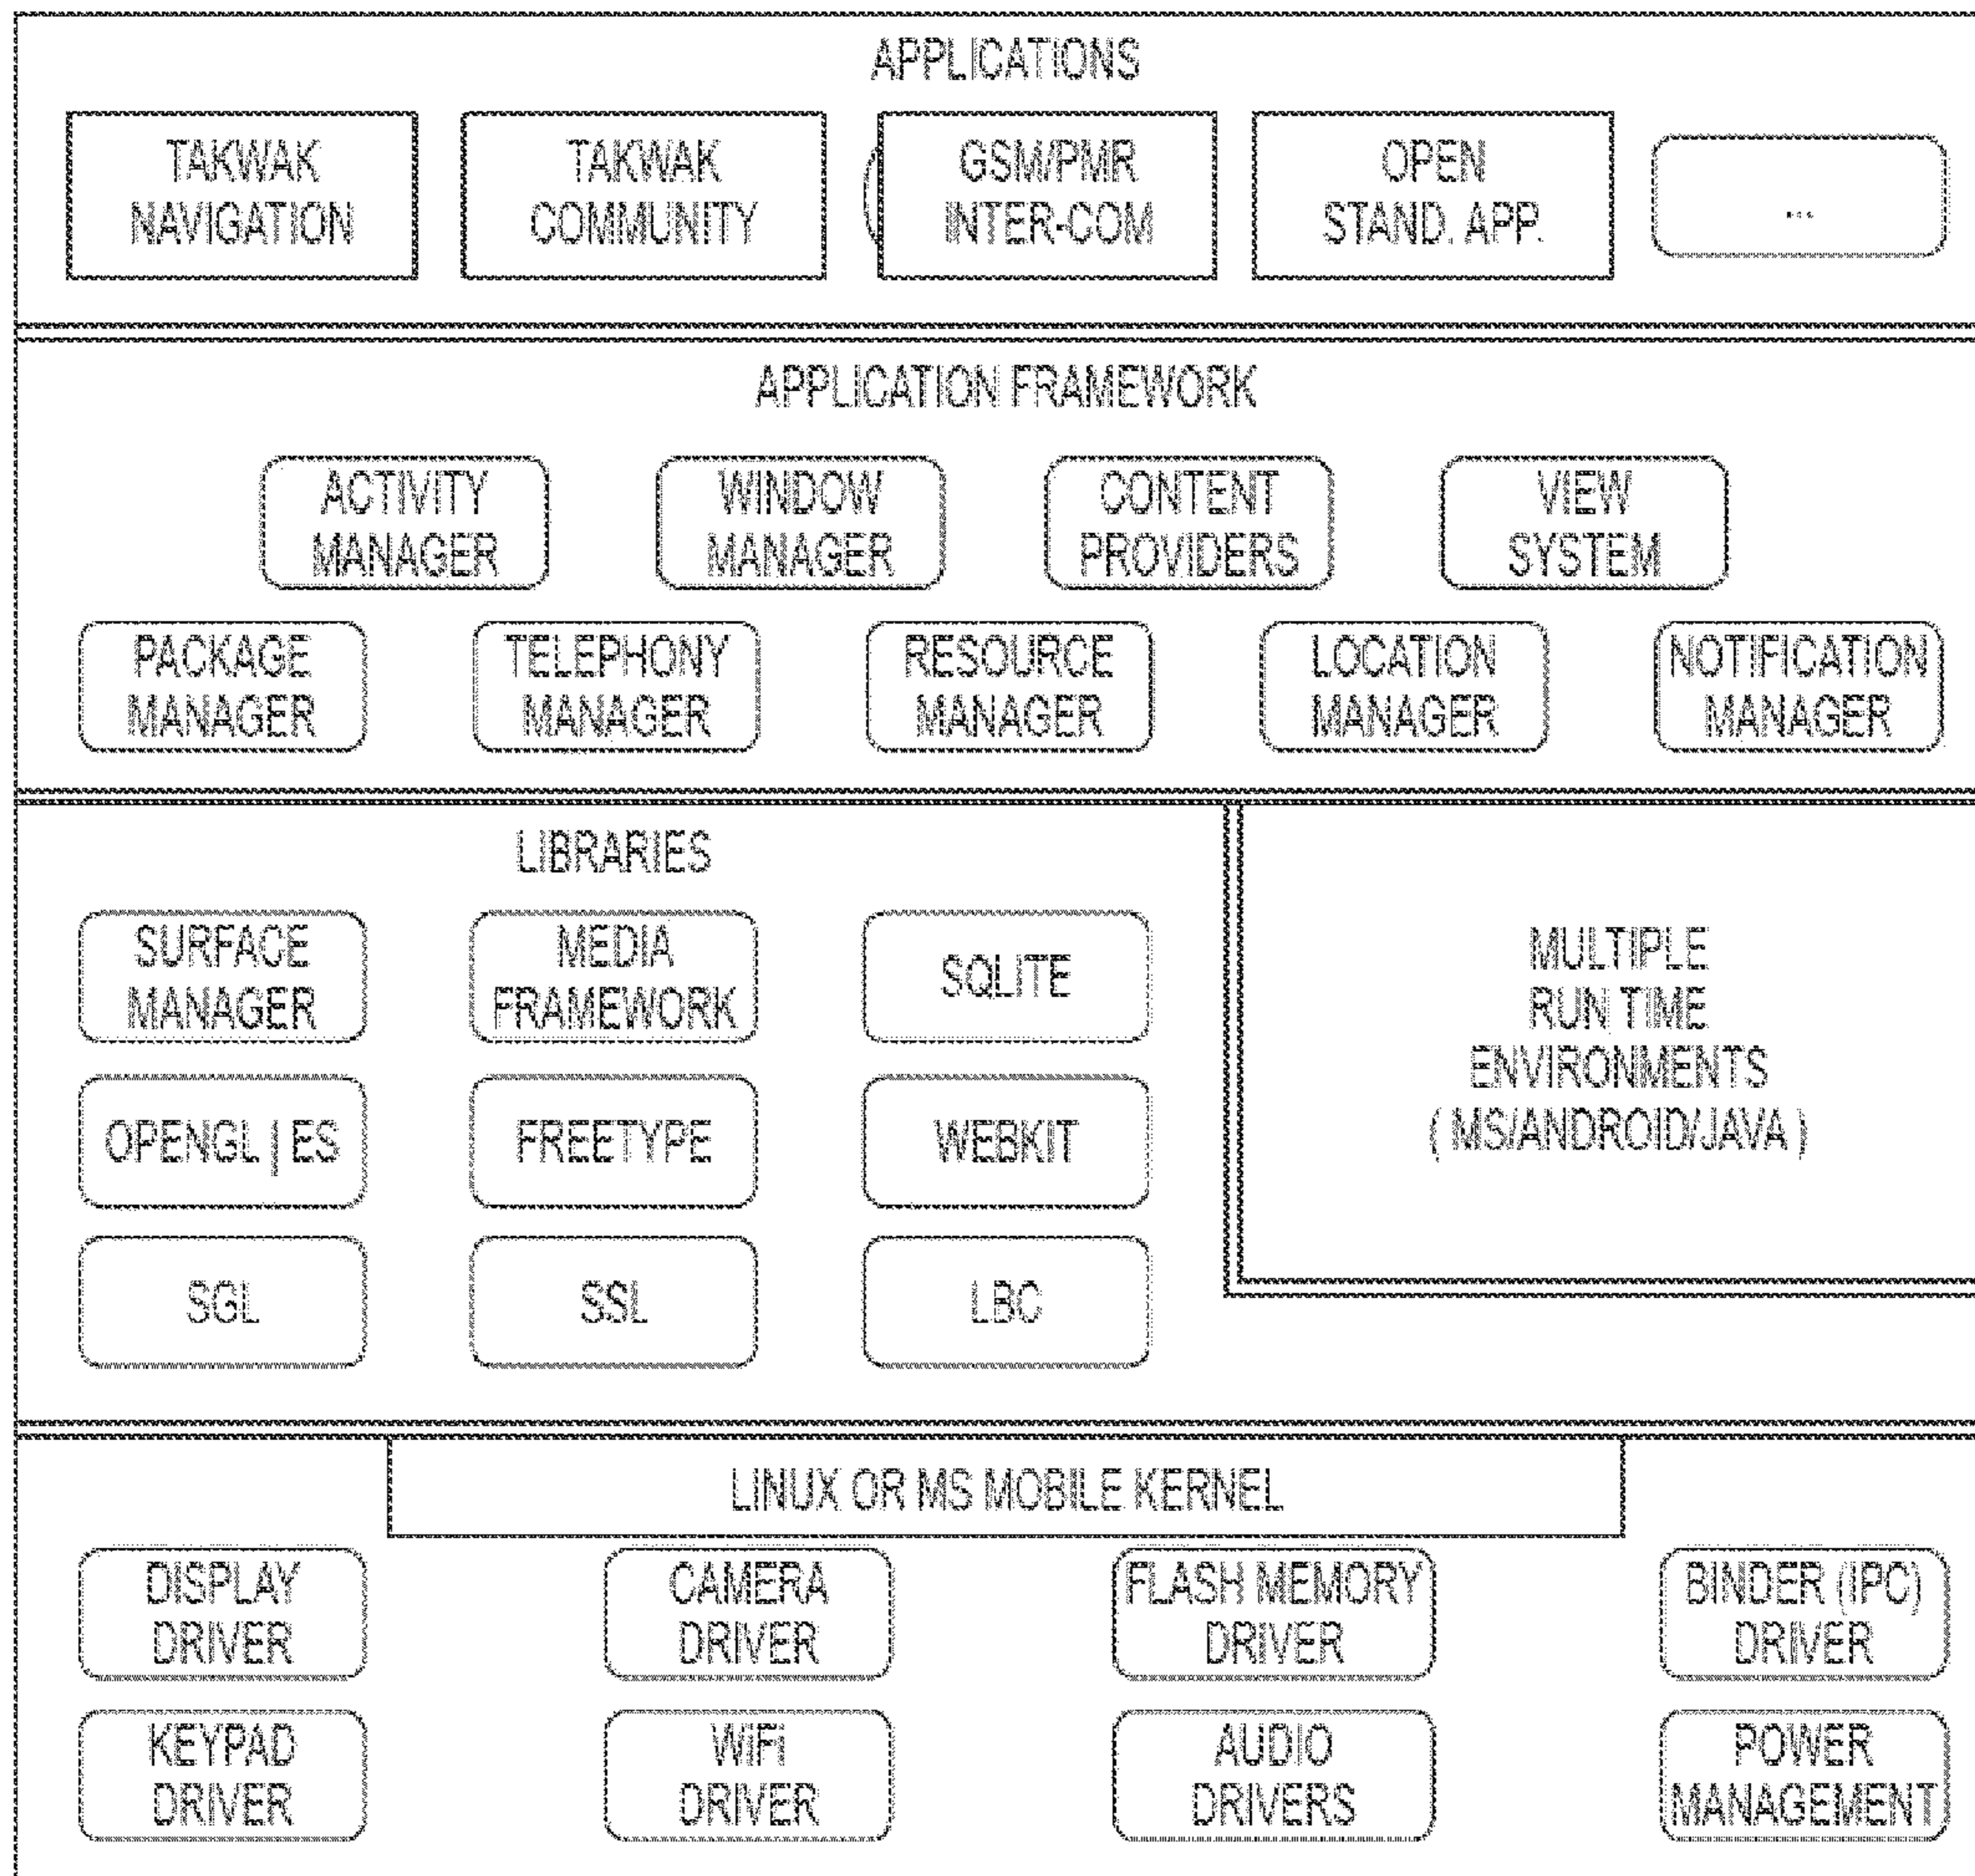 APPLICATIONS
TAKWAK
NAVIGATION
TAKWAK
COMMUNITY
GSM/PMR
INTER-COM
OPEN
STAND. APP.
...
APPLICATION FRAMEWORK
ACTIVITY
MANAGER
WINDOW
MANAGER
CONTENT
PROVIDERS
VIEW
SYSTEM
PACKAGE
MANAGER
TELEPHONY
MANAGER
RESOURCE
MANAGER
LOCATION
MANAGER
NOTIFICATION
MANAGER
LIBRARIES
SURFACE
MANAGER
MEDIA
FRAMEWORK
SQLITE
OPENGL | ES
FREETYPE
WEBKIT
SGL
SSL
LBC
MULTIPLE
RUN TIME
ENVIRONMENTS
( MS/ANDROID/JAVA )
LINUX OR MS MOBILE KERNEL
DISPLAY
DRIVER
CAMERA
DRIVER
FLASH MEMORY
DRIVER
BINDER (IPC)
DRIVER
KEYPAD
DRIVER
WiFi
DRIVER
AUDIO
DRIVERS
POWER
MANAGEMENT